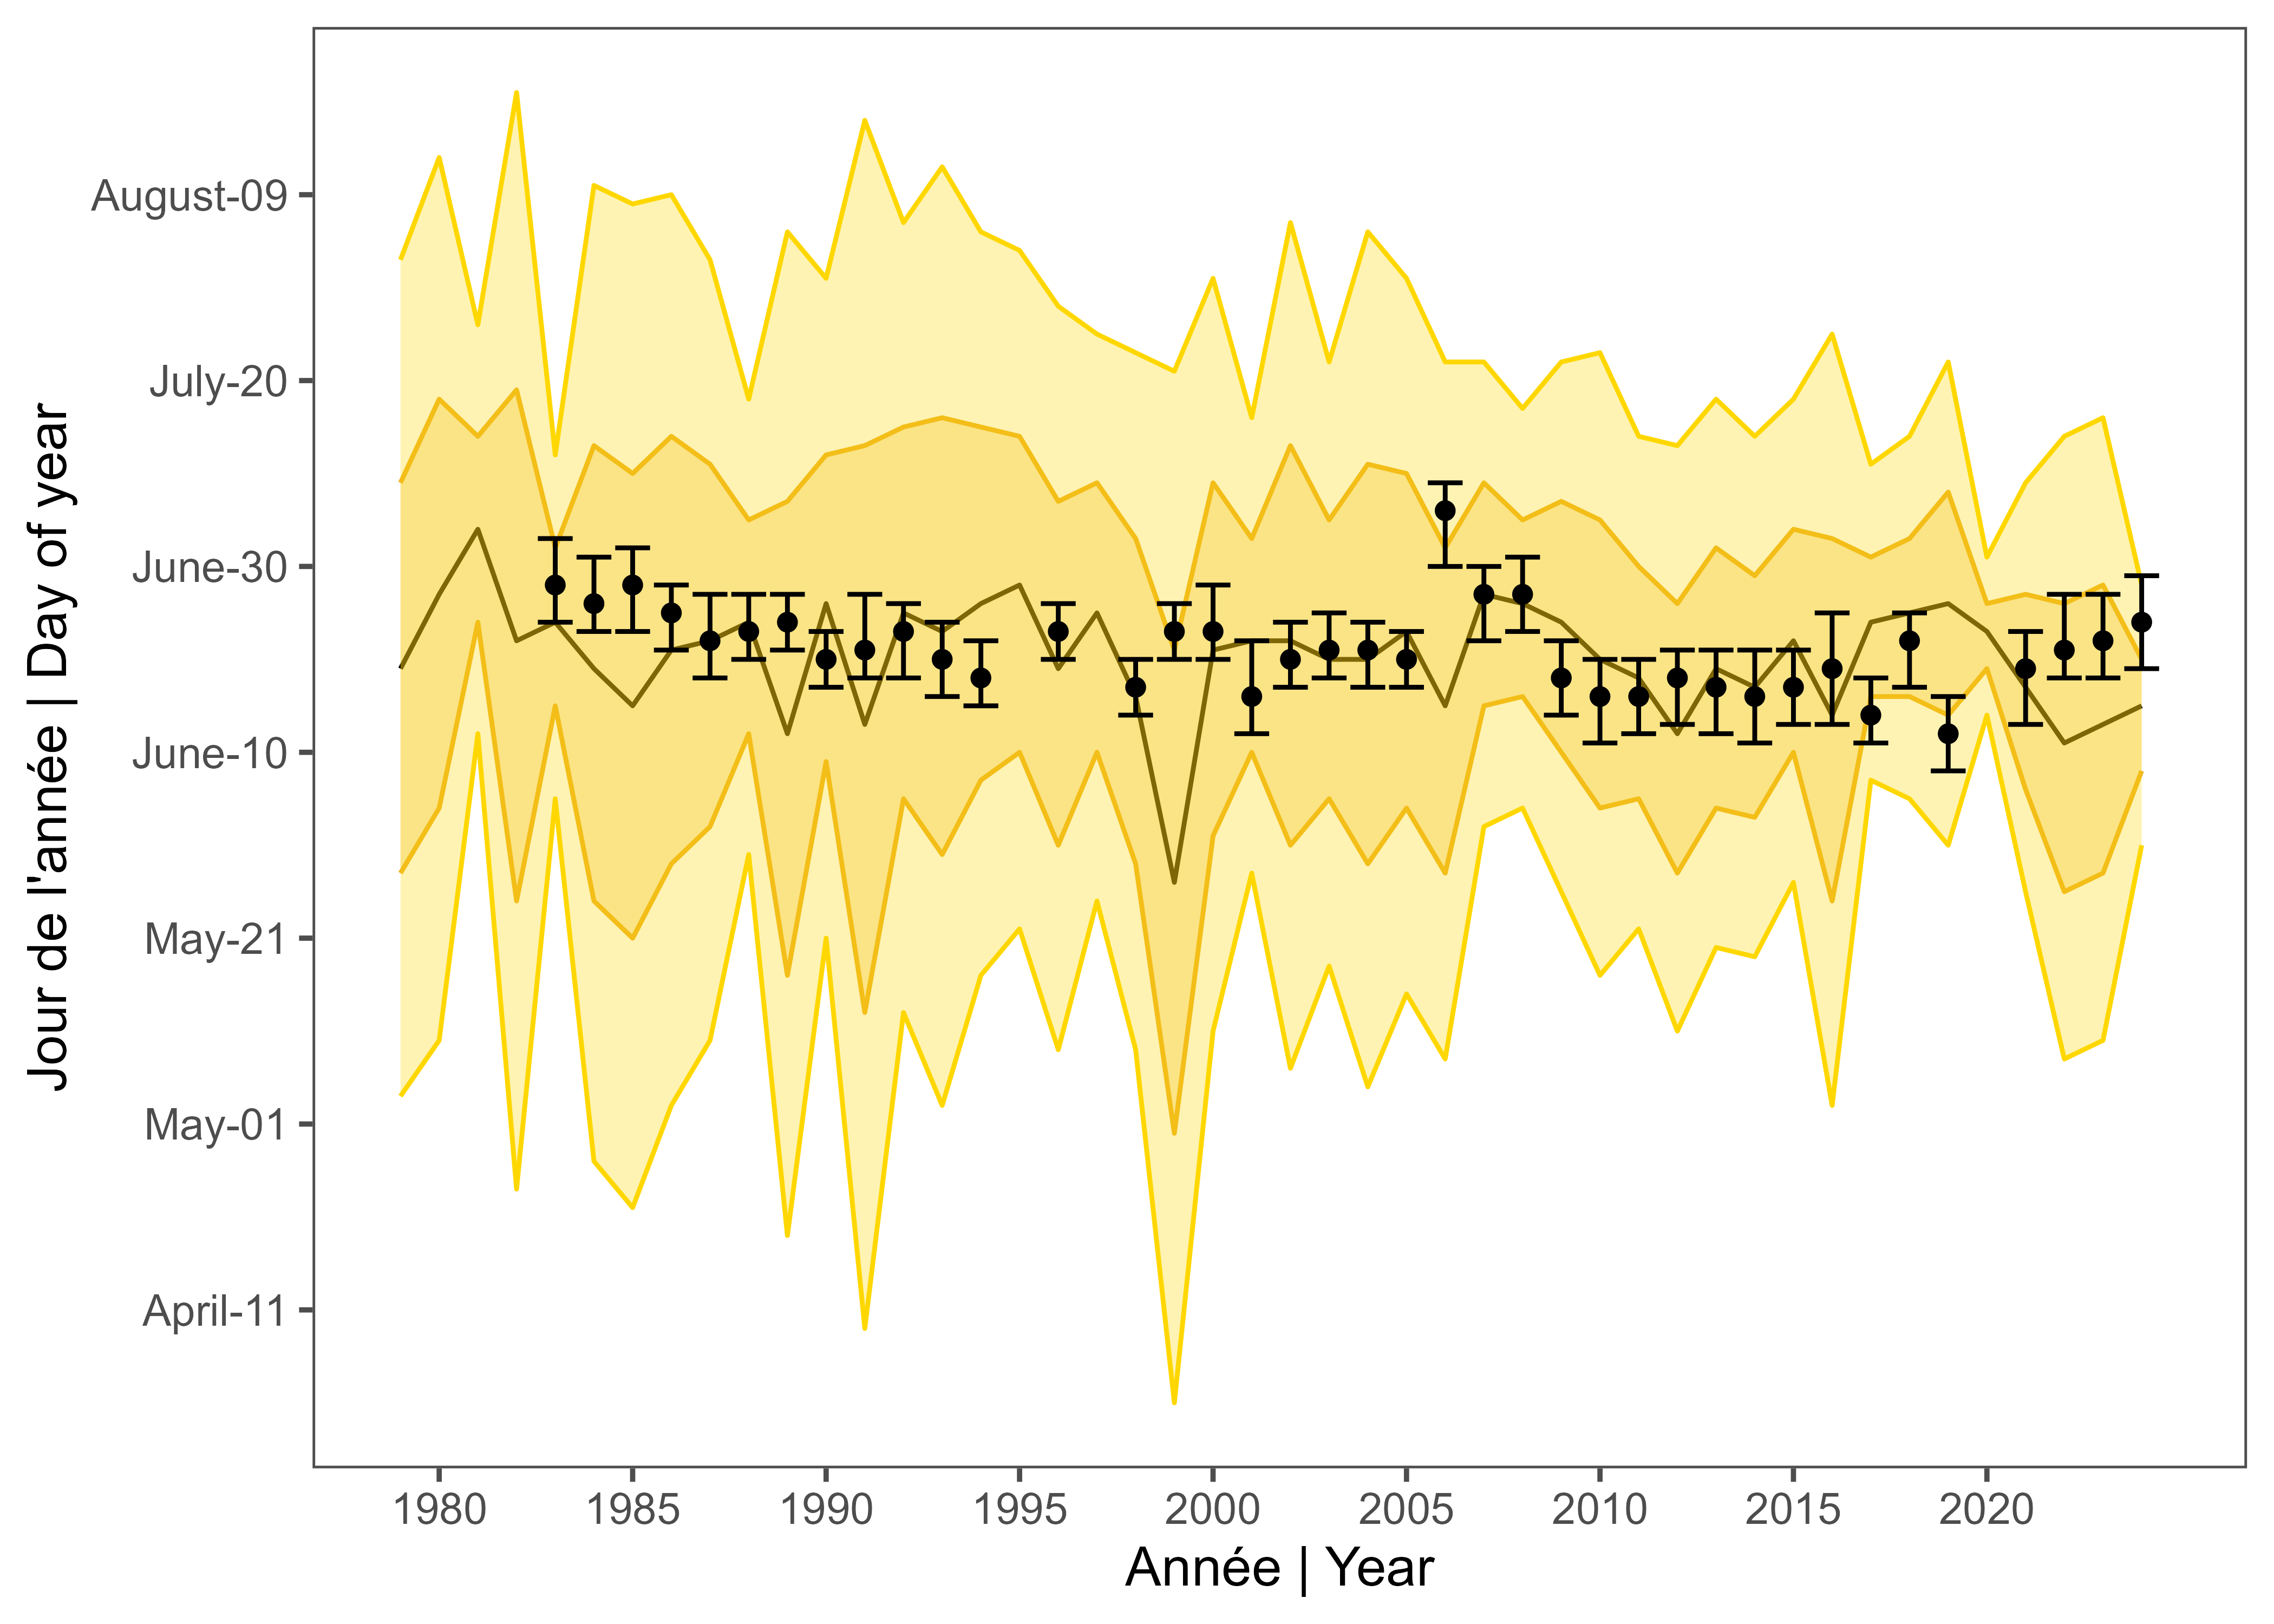 Jour de l'année | Day of year
August-09
July-20
June-30
June-10
May-21
May-01
April-11
1980 1985 1990 1995 2000 2005 2010 2015 2020
Année | Year